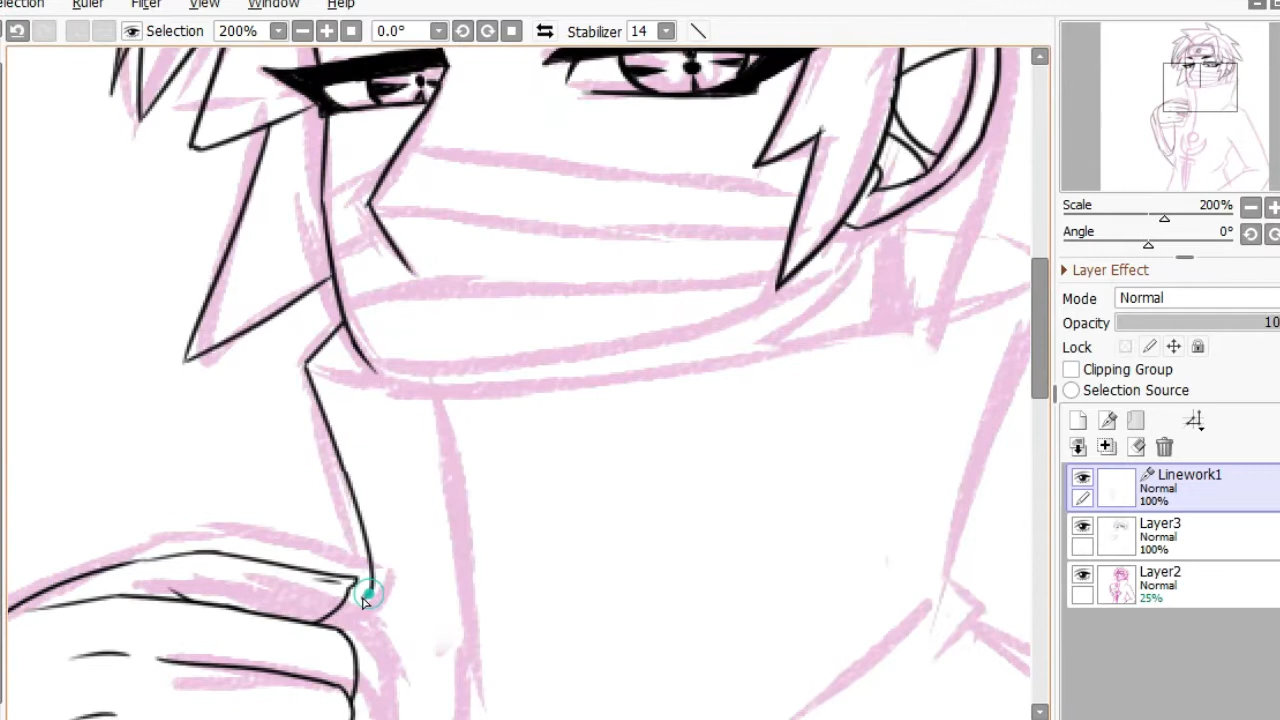 election Ruler Filter View Window Help
Selection 200% 0.0° Stabilizer 14
Scale 200%
Angle 0°
Layer Effect
Mode Normal
Opacity 10
Lock
Clipping Group
Selection Source
Linework1
Normal
100%
Layer3
Normal
100%
Layer2
Normal
25%